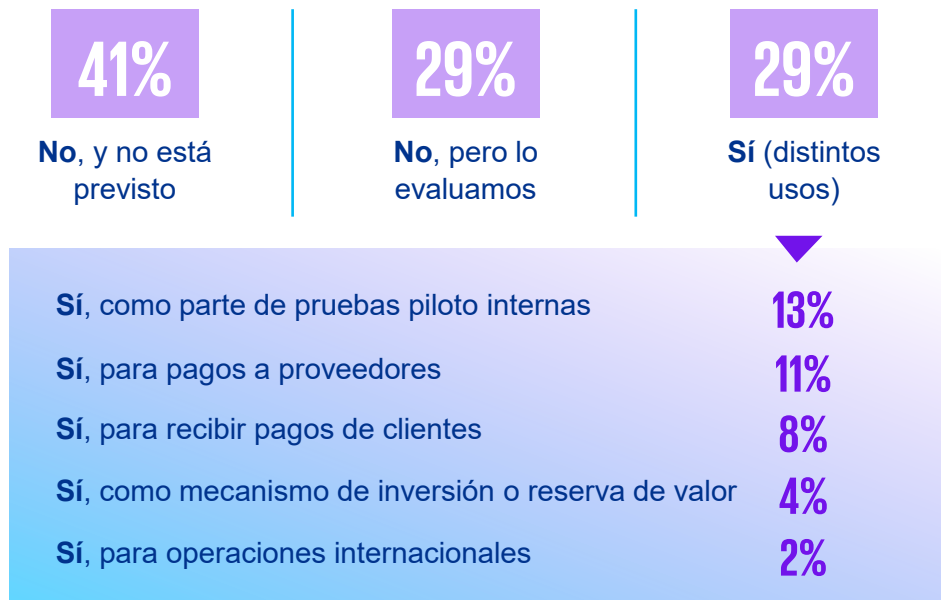 41%
No, y no está
previsto
29%
No, pero lo
evaluamos
29%
Sí (distintos
usos)
Sí, como parte de pruebas piloto internas 13%
Sí, para pagos a proveedores 11%
Sí, para recibir pagos de clientes 8%
Sí, como mecanismo de inversión o reserva de valor 4%
Sí, para operaciones internacionales 2%